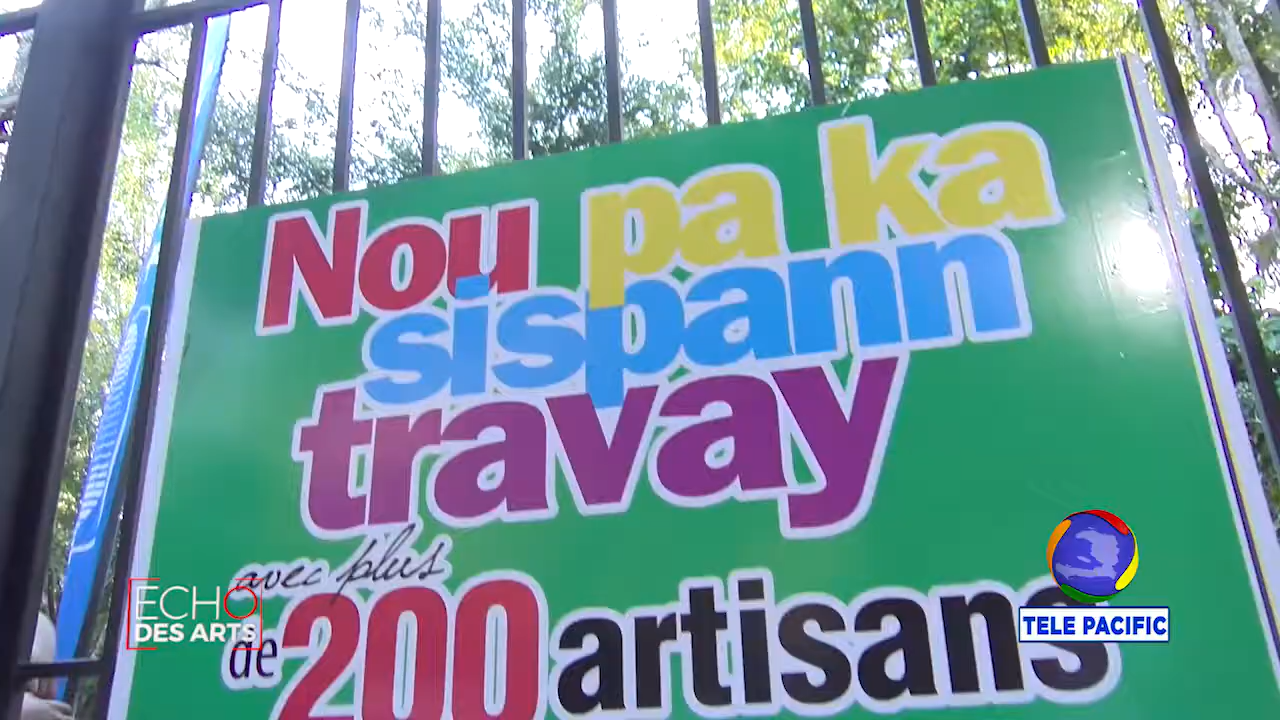 Nou pa ka
sispann
travay
avec plus
de 200 artisans
ECHO
DES ARTS
TELE PACIFIC